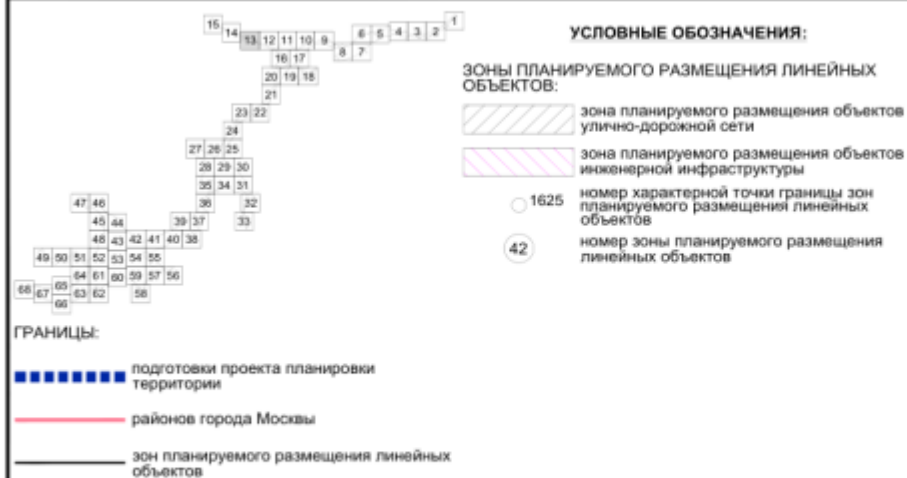 15 1
14 6 5 4 3 2
13 12 11 10 9
8 7
16 17
20 19 18
21
23 22
24
27 26 25
28 29 30
35 34 31
47 46 36 32
45 44 39 37 33
48 43 42 41 40 38
49 50 51 52 53 54 55
64 61 60 59 57 56
68 67 65 63 62 58
66
УСЛОВНЫЕ ОБОЗНАЧЕНИЯ:
ЗОНЫ ПЛАНИРУЕМОГО РАЗМЕЩЕНИЯ ЛИНЕЙНЫХ
ОБЪЕКТОВ:
зона планируемого размещения объектов
улично-дорожной сети
зона планируемого размещения объектов
инженерной инфраструктуры
1625 номер характерной точки границы зон
планируемого размещения линейных
объектов
42 номер зоны планируемого размещения
линейных объектов
ГРАНИЦЫ:
подготовки проекта планировки
территории
районов города Москвы
зон планируемого размещения линейных
объектов